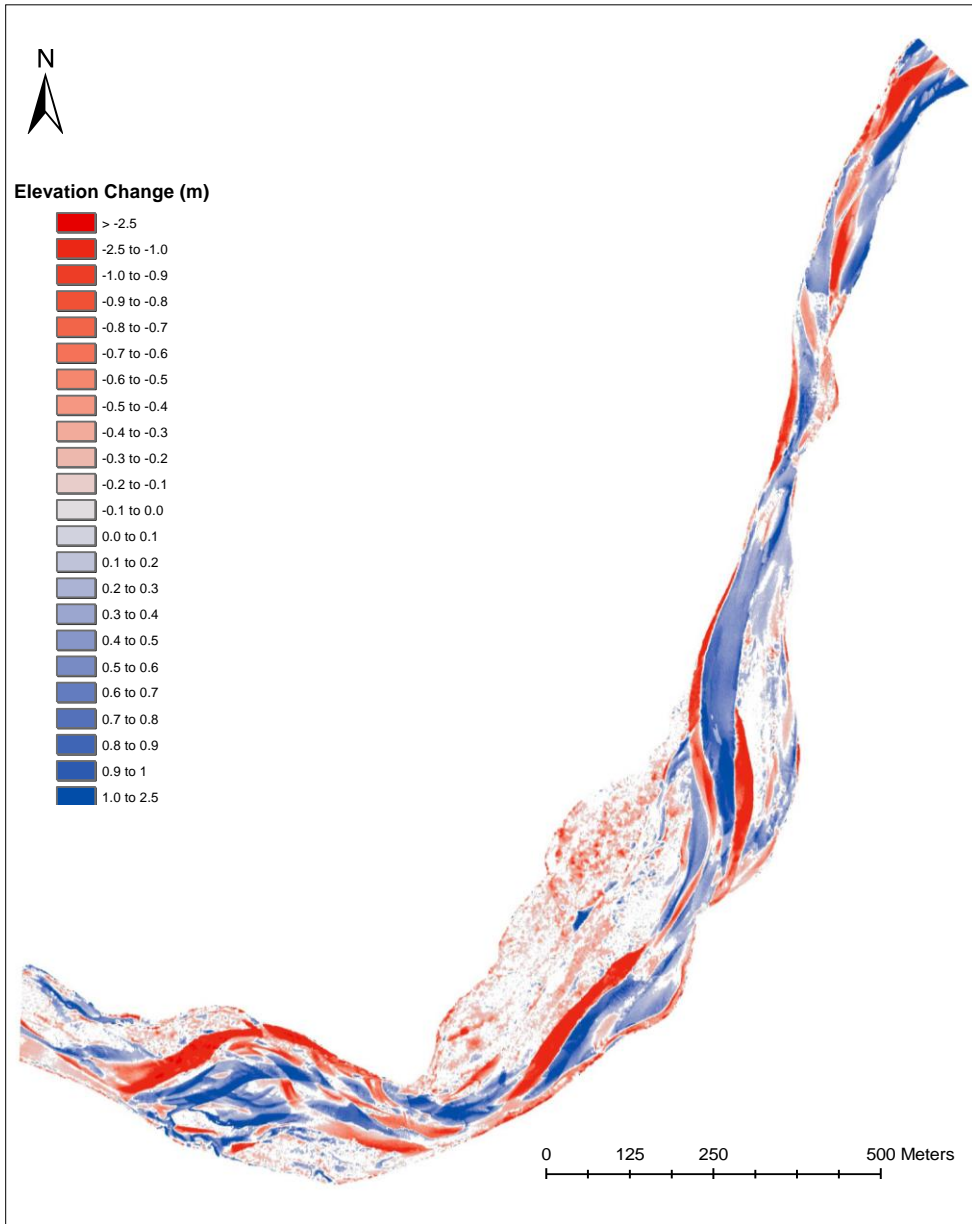 N
Elevation Change (m)
> -2.5
-2.5 to -1.0
-1.0 to -0.9
-0.9 to -0.8
-0.8 to -0.7
-0.7 to -0.6
-0.6 to -0.5
-0.5 to -0.4
-0.4 to -0.3
-0.3 to -0.2
-0.2 to -0.1
-0.1 to 0.0
0.0 to 0.1
0.1 to 0.2
0.2 to 0.3
0.3 to 0.4
0.4 to 0.5
0.5 to 0.6
0.6 to 0.7
0.7 to 0.8
0.8 to 0.9
0.9 to 1
1.0 to 2.5
0 125 250 500 Meters